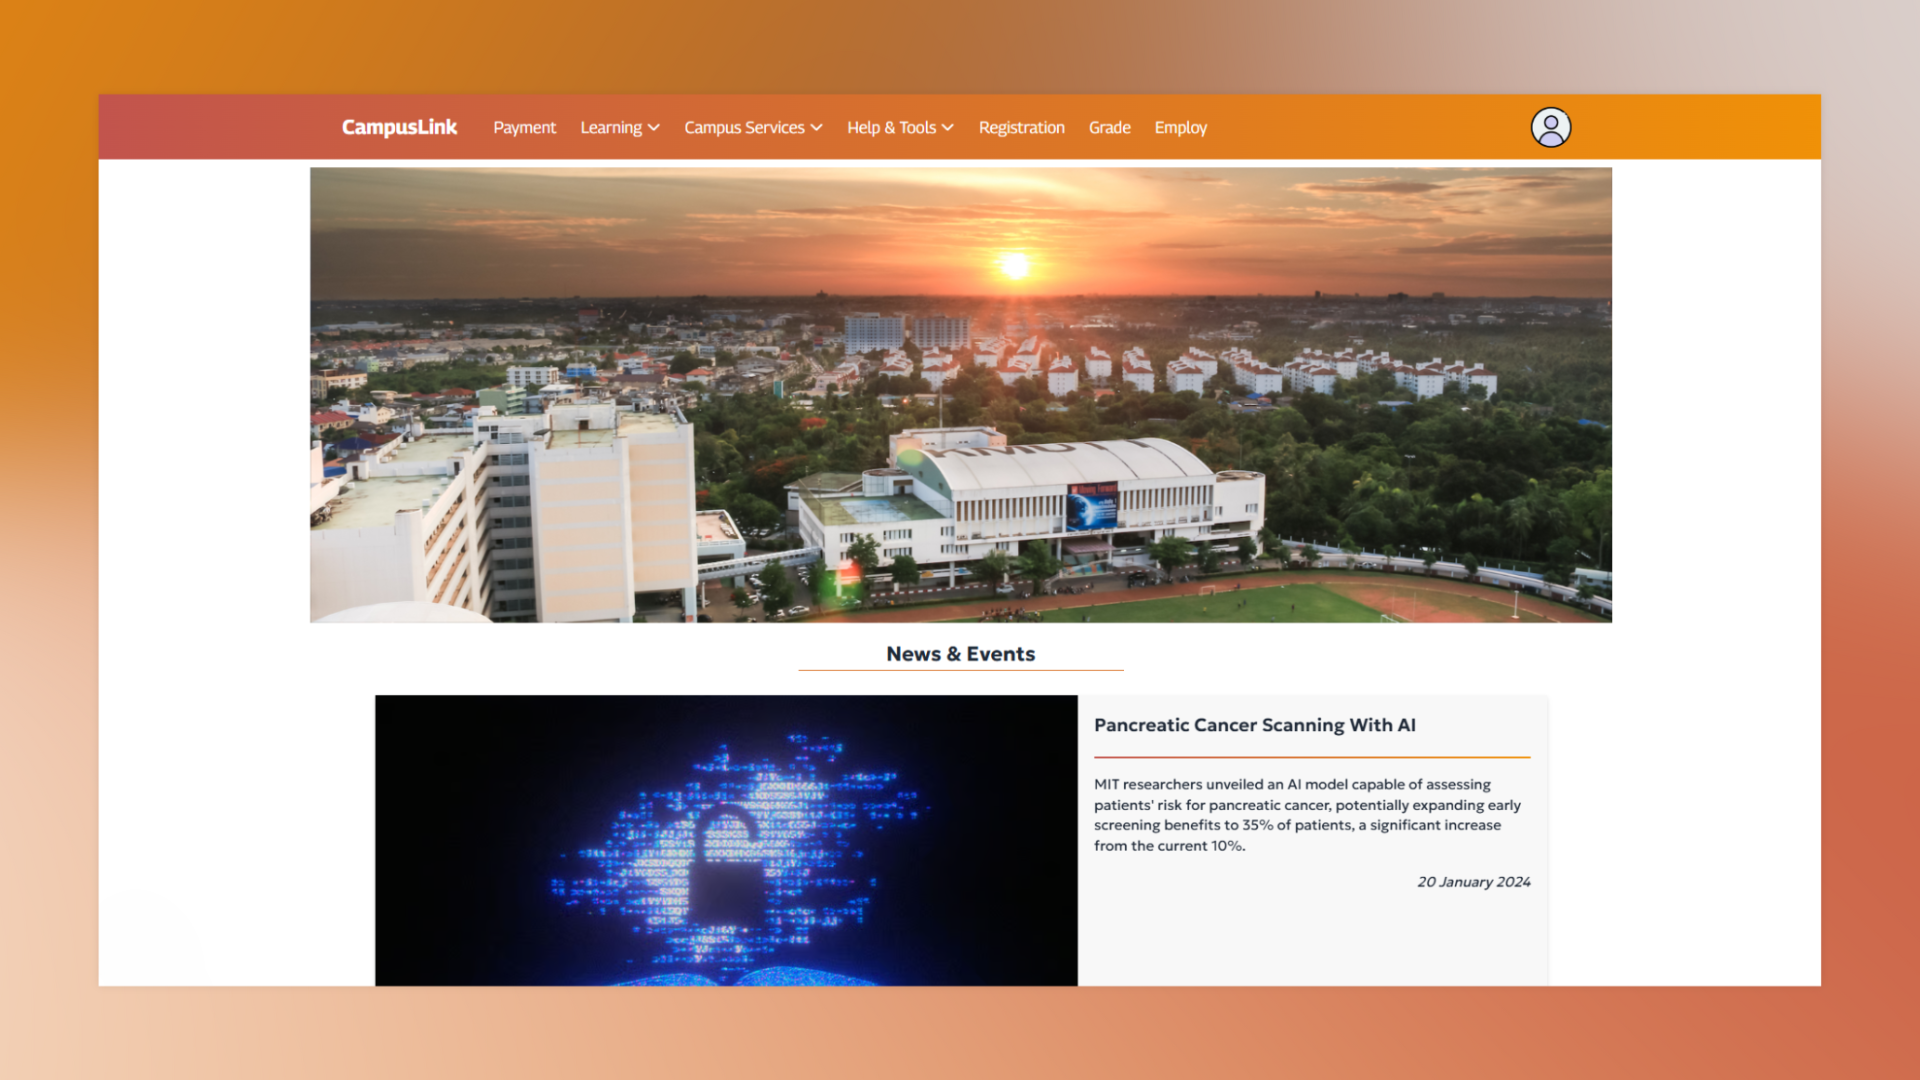 CampusLink Payment Learning Campus Services Help & Tools Registration Grade Employ
KMUTT
News & Events
Pancreatic Cancer Scanning With AI
MIT researchers unveiled an AI model capable of assessing
patients' risk for pancreatic cancer, potentially expanding early
screening benefits to 35% of patients, a significant increase
from the current 10%.
20 January 2024